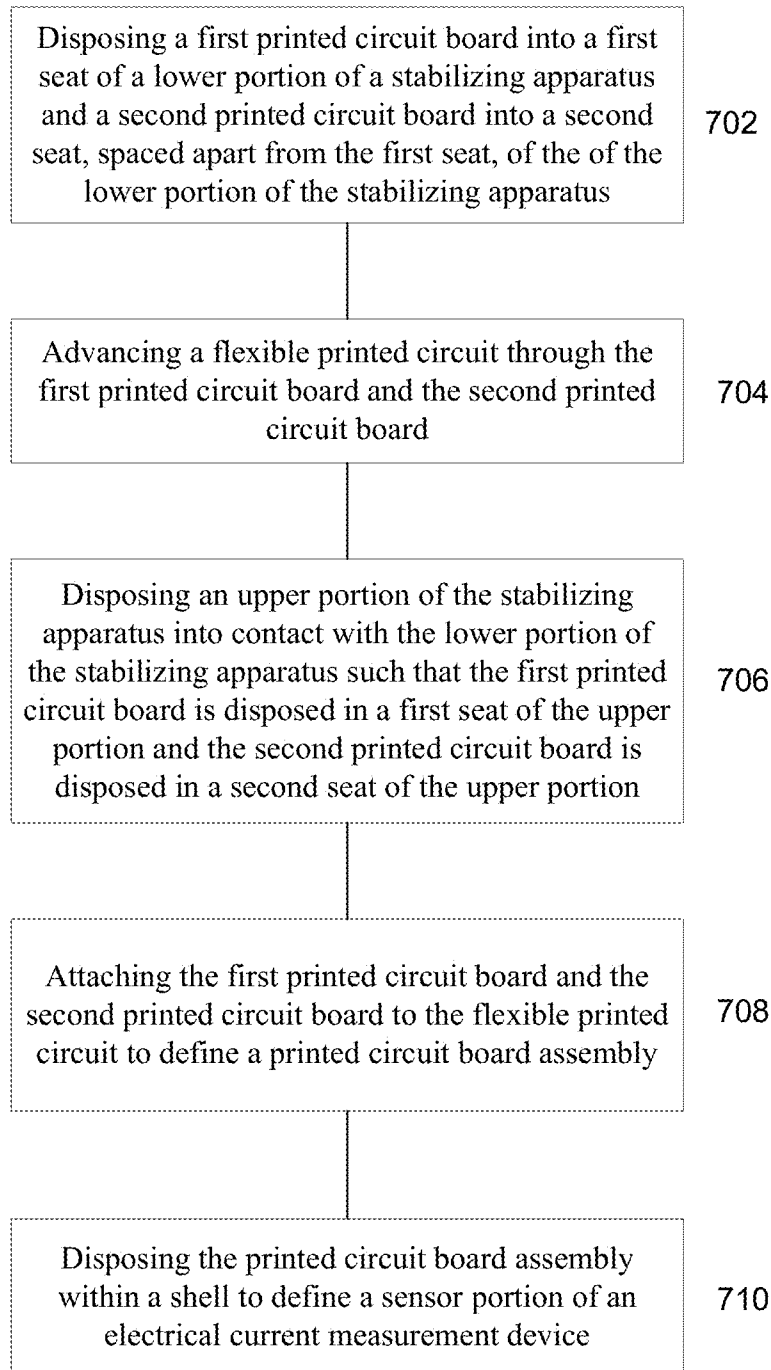 Disposing a first printed circuit board into a first
seat of a lower portion of a stabilizing apparatus
and a second printed circuit board into a second
seat, spaced apart from the first seat, of the of the
lower portion of the stabilizing apparatus
702
Advancing a flexible printed circuit through the
first printed circuit board and the second printed
circuit board
704
Disposing an upper portion of the stabilizing
apparatus into contact with the lower portion of
the stabilizing apparatus such that the first printed
circuit board is disposed in a first seat of the upper
portion and the second printed circuit board is
disposed in a second seat of the upper portion
706
Attaching the first printed circuit board and the
second printed circuit board to the flexible printed
circuit to define a printed circuit board assembly
708
Disposing the printed circuit board assembly
within a shell to define a sensor portion of an
electrical current measurement device
710